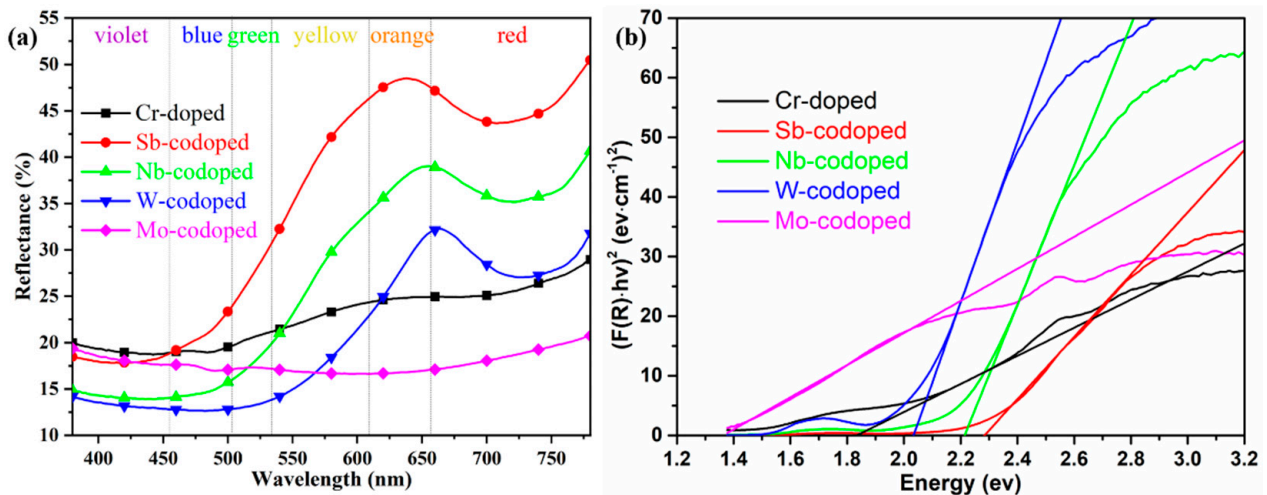 (a)
violet blue green yellow orange red
55
50
45
40
35
30
25
20
15
10
Reflectance (%)
Cr-doped
Sb-codoped
Nb-codoped
W-codoped
Mo-codoped
400 450 500 550 600 650 700 750
Wavelength (nm)
(b)
70
60
50
40
30
20
10
0
(F(R)·hv)² (ev·cm⁻¹)²)
Cr-doped
Sb-codoped
Nb-codoped
W-codoped
Mo-codoped
1.2 1.4 1.6 1.8 2.0 2.2 2.4 2.6 2.8 3.0 3.2
Energy (ev)